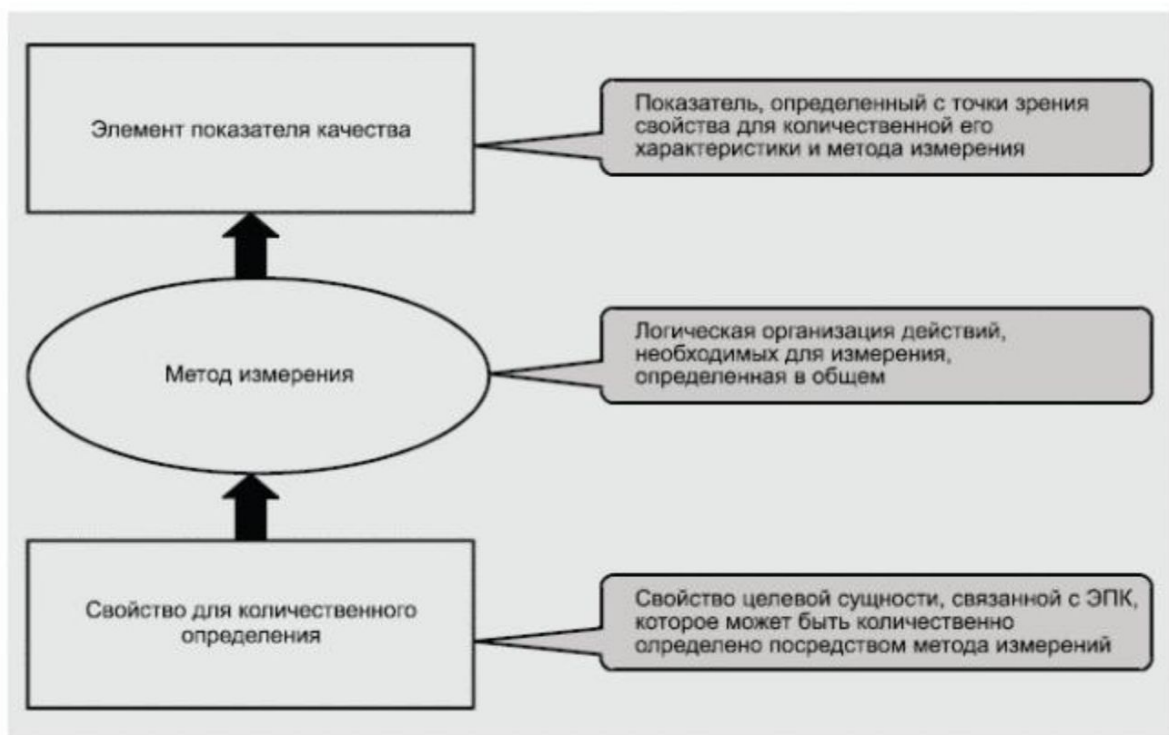 Элемент показателя качества
Показатель, определенный с точки зрения
свойства для количественной его
характеристики и метода измерения
Метод измерения
Логическая организация действий,
необходимых для измерения,
определенная в общем
Свойство для количественного
определения
Свойство целевой сущности, связанной с ЭПК,
которое может быть количественно
определено посредством метода измерений